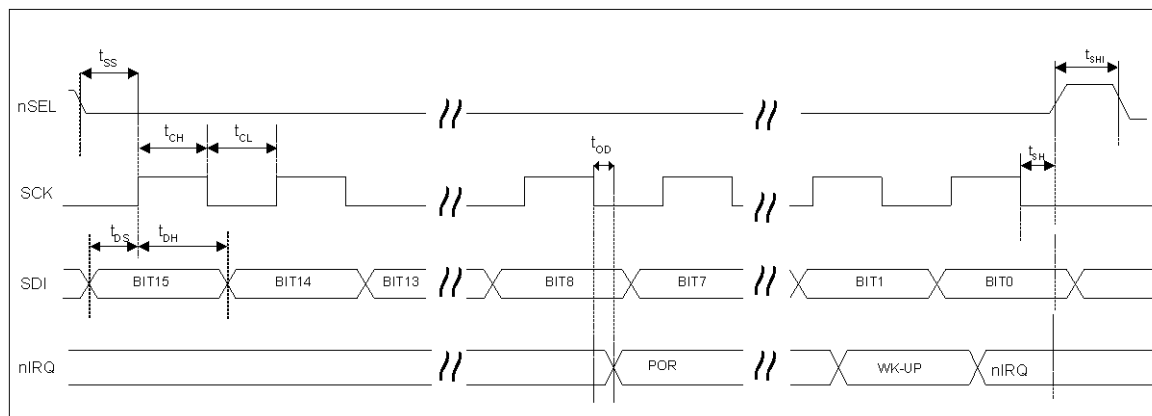 tSS
tSHI
nSEL
tCH
tCL
tOD
tSH
SCK
tDS
tDH
SDI
BIT15
BIT14
BIT13
BIT8
BIT7
BIT1
BIT0
nIRQ
POR
WK-UP
nIRQ